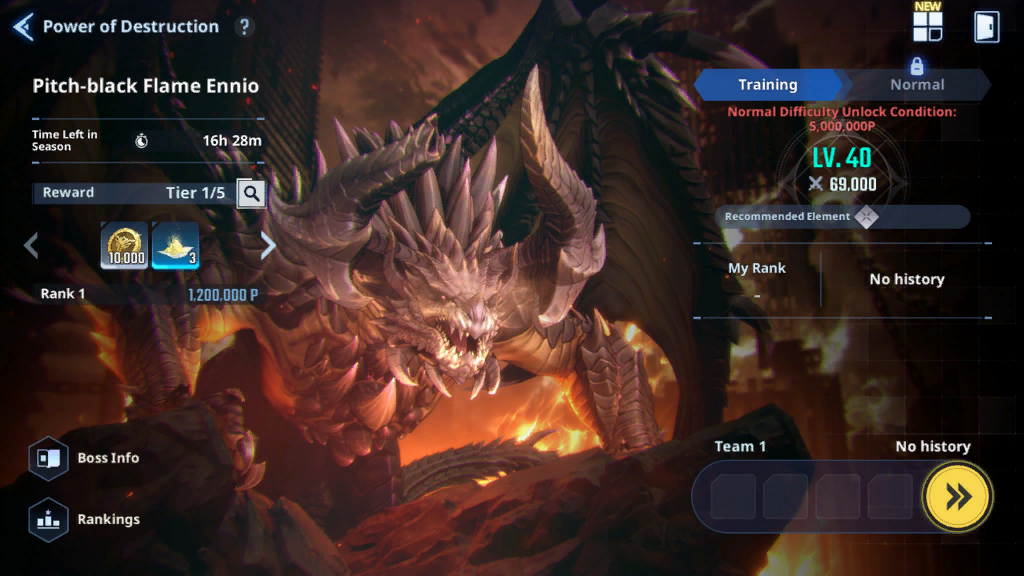 Power of Destruction ?
NEW
Pitch-black Flame Ennio
Time Left in
Season
16h 28m
Reward
Tier 1/5
10.000
3
Rank 1
1.200.000 P
Boss Info
Rankings
Training
Normal
Normal Difficulty Unlock Condition:
5,000,000P
LV. 40
69.000
Recommended Element
My Rank
-
No history
Team 1
No history